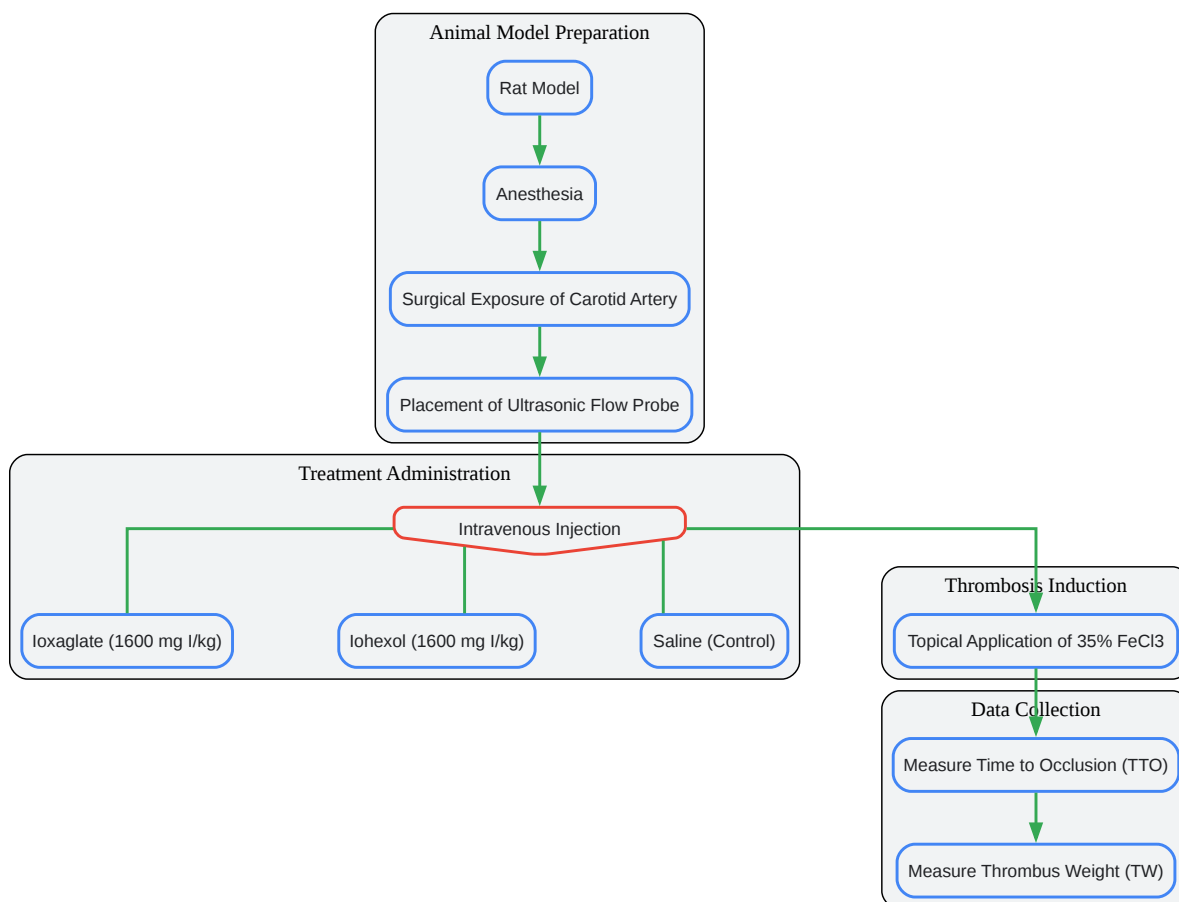 Animal Model Preparation
Rat Model
Anesthesia
Surgical Exposure of Carotid Artery
Placement of Ultrasonic Flow Probe
Treatment Administration
Intravenous Injection
Ioxaglate (1600 mg I/kg)
Iohexol (1600 mg I/kg)
Saline (Control)
Thrombosis Induction
Topical Application of 35% FeCl3
Data Collection
Measure Time to Occlusion (TTO)
Measure Thrombus Weight (TW)